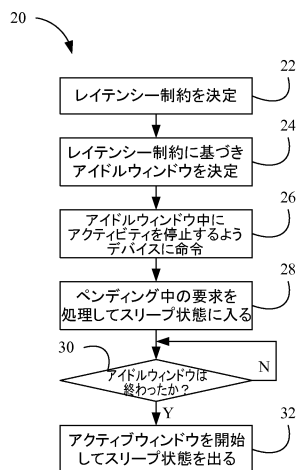 20
22
レイテンシー制約を決定
24
レイテンシー制約に基づき
アイドルウィンドウを決定
26
アイドルウィンドウ中に
アクティビティを停止するよう
デバイスに命令
28
ペンディング中の要求を
処理してスリープ状態に入る
30
アイドルウィンドウは
終わったか？
N
Y
32
アクティブウィンドウを開始
してスリープ状態を出る